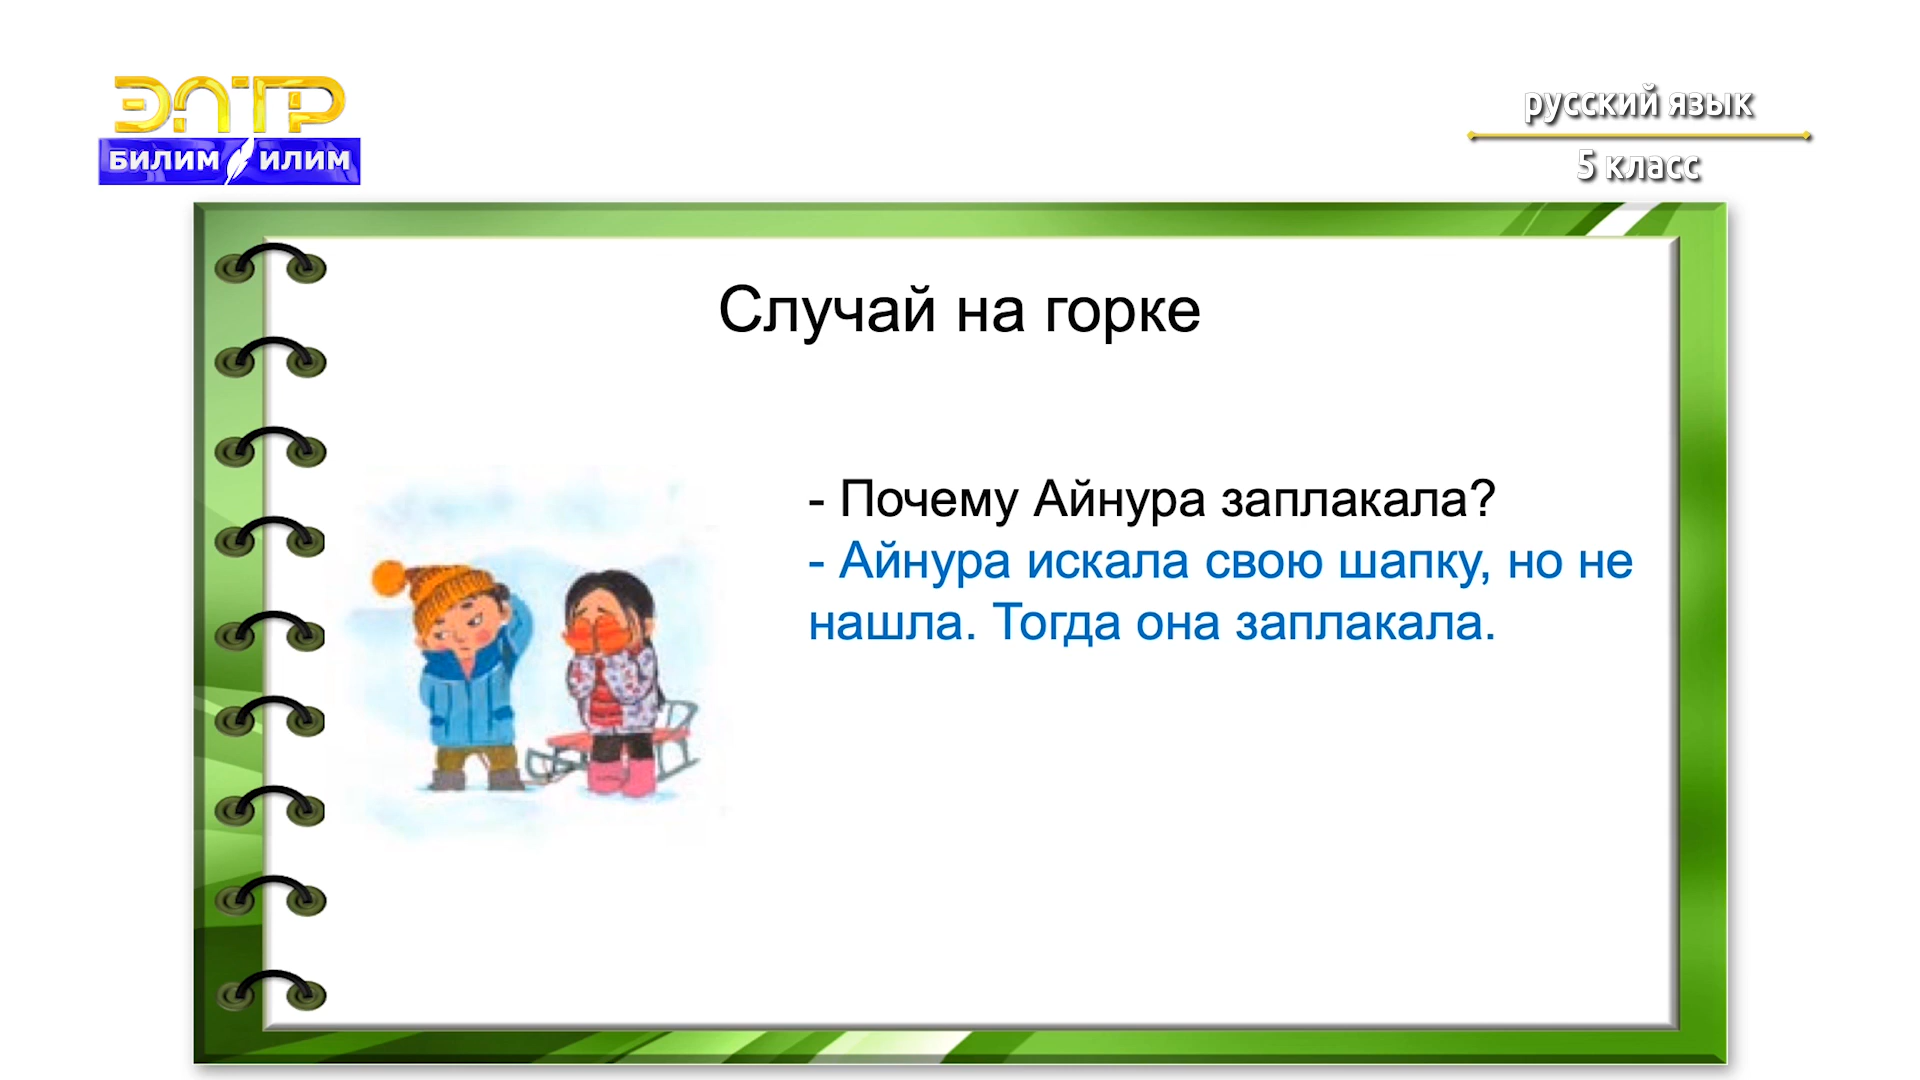 ЭЛТР
БИЛИМ ИЛИМ
русский язык
5 класс
Случай на горке
- Почему Айнура заплакала?
- Айнура искала свою шапку, но не
нашла. Тогда она заплакала.